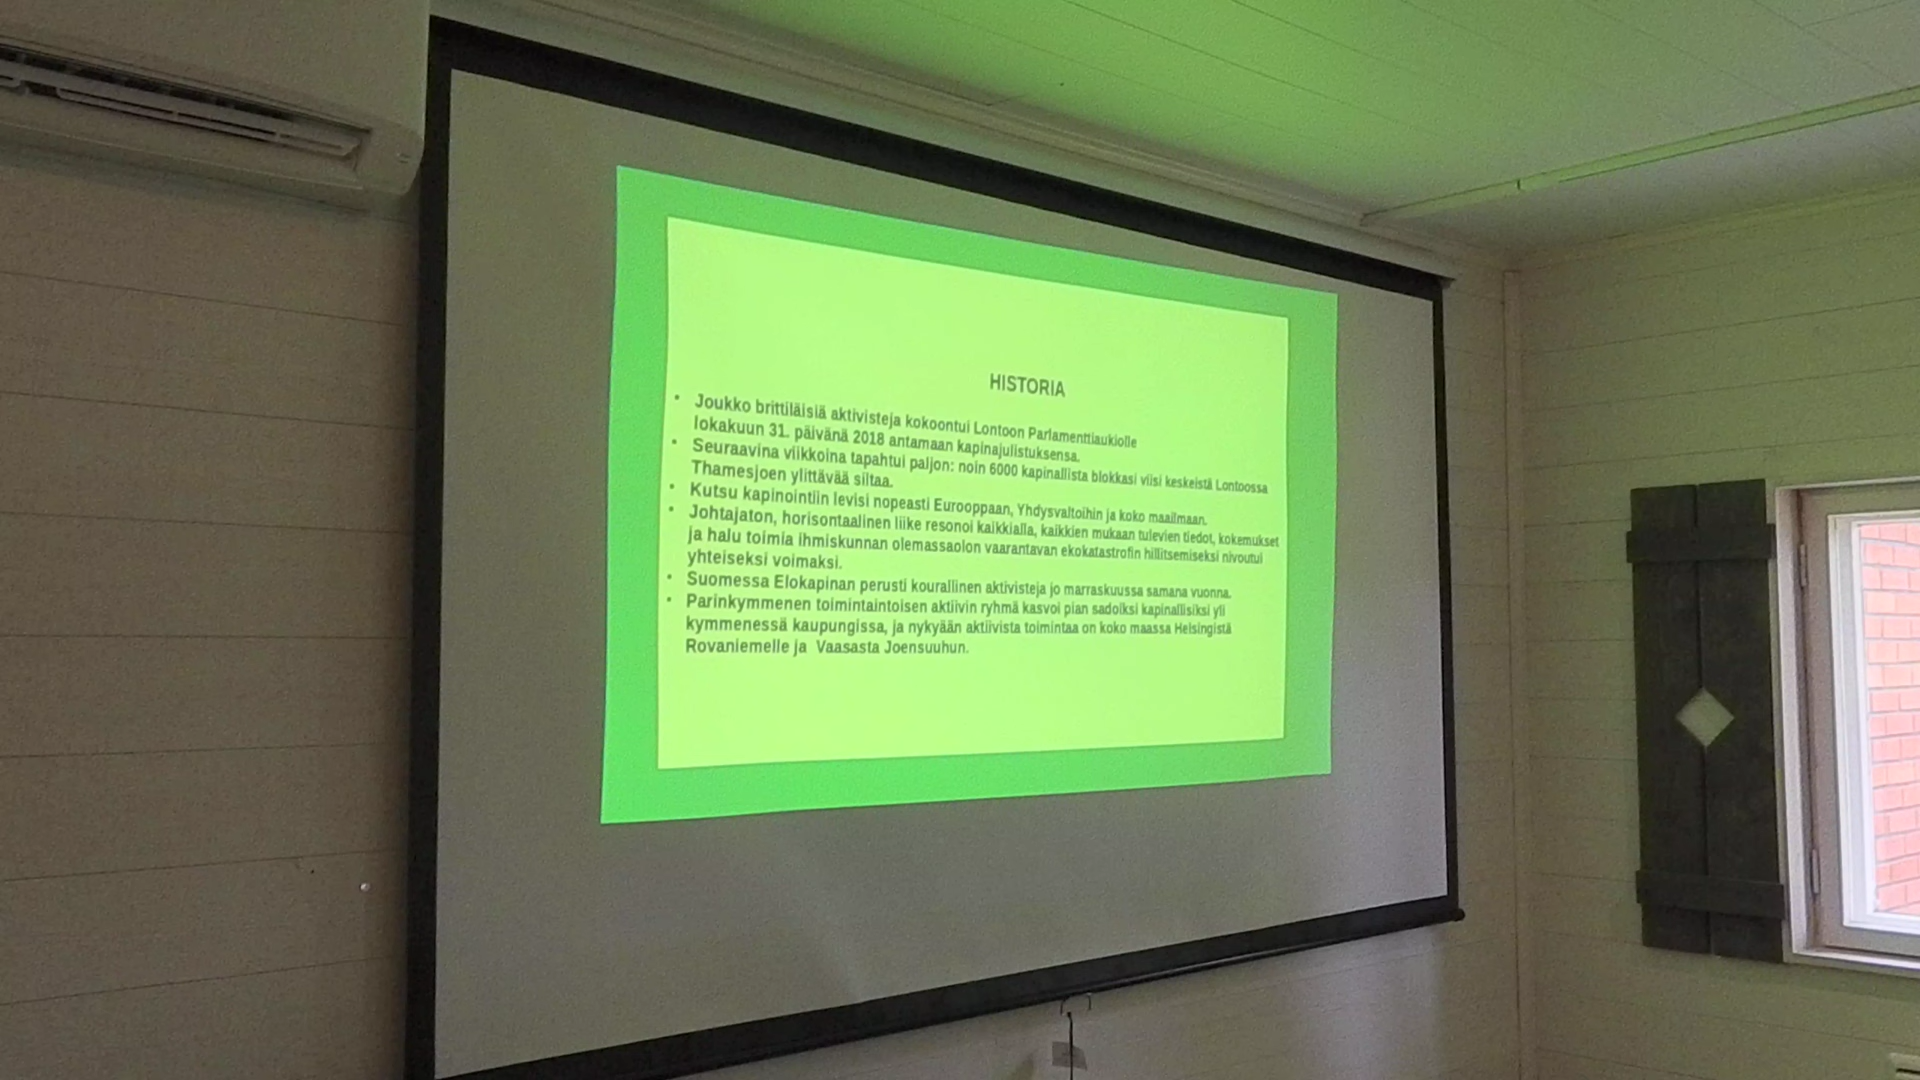 HISTORIA
• Joukko brittiläisiä aktivisteja kokoontui Lontoon Parlamenttiaukiolle
lokakuun 31. päivänä 2018 antamaan kapinajulistuksensa.
• Seuraavina viikkoina tapahtui paljon: noin 6000 kapinallista blokkasi viisi keskeistä Lontoossa
Thamesjoen ylittävää siltaa.
• Kutsu kapinointiin levisi nopeasti Eurooppaan, Yhdysvaltoihin ja koko maailmaan.
• Johtajaton, horisontaalinen liike resonoi kaikkialla, kaikkien mukaan tulevien tiedot, kokemukset
ja halu toimia ihmiskunnan olemassaolon vaarantavan ekokatastrofin hillitsemiseksi nivoutui
yhteiseksi voimaksi.
• Suomessa Elokapinan perusti kourallinen aktivisteja jo marraskuussa samana vuonna.
• Parinkymmenen toimintaintoisen aktiivin ryhmä kasvoi pian sadoiksi kapinallisiksi yli
kymmenessä kaupungissa, ja nykyään aktiivista toimintaa on koko maassa Helsingistä
Rovaniemelle ja Vaasasta Joensuuhun.